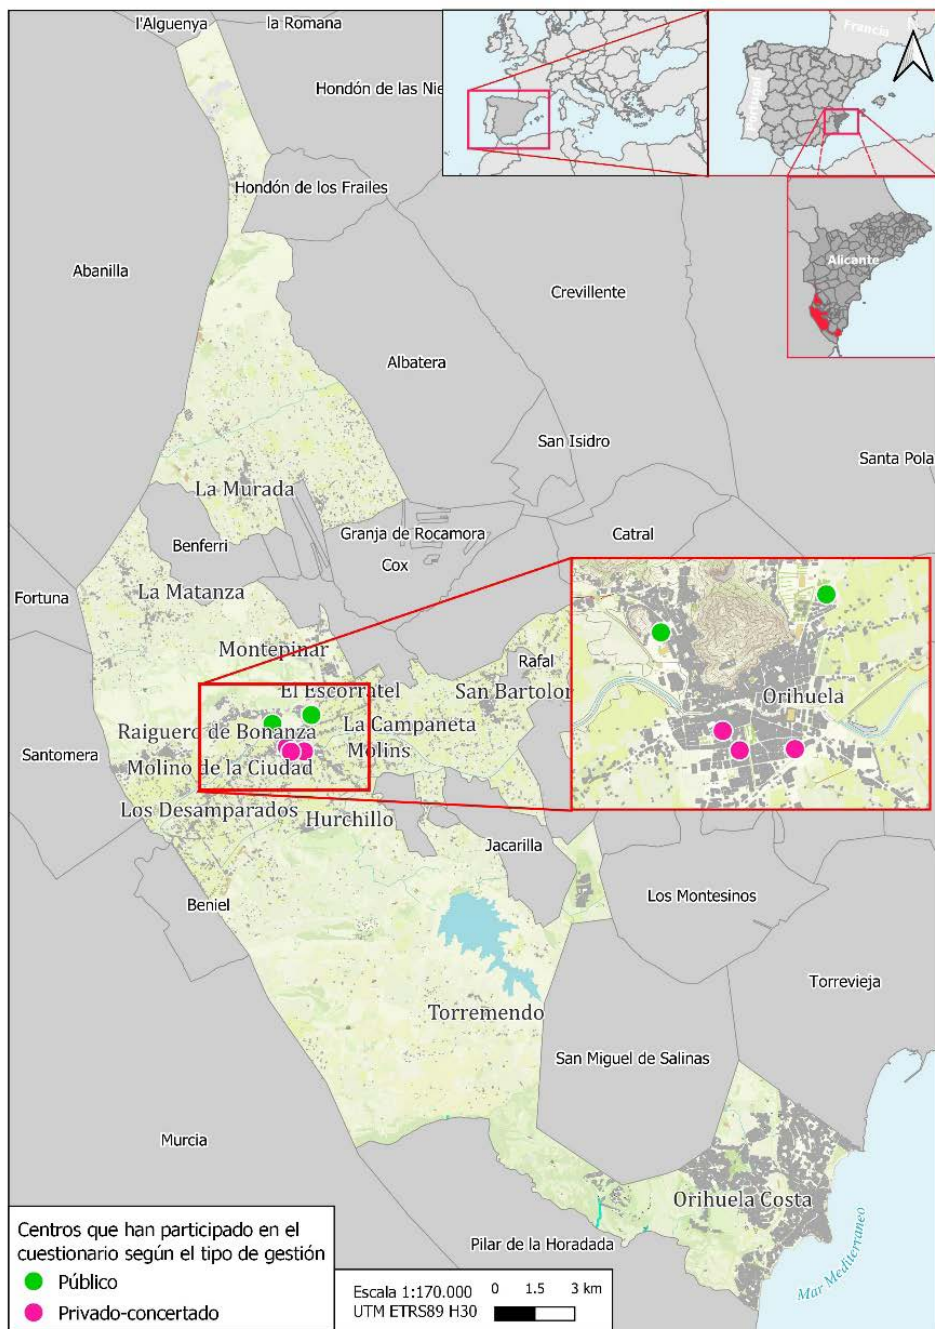 l'Alguenya
la Romana
Francia
Hondón de las Nie
Portugal
Hondón de los Frailes
Abanilla
Alicante
Crevillente
Albatera
San Isidro
Santa Pola
La Murada
Granja de Rocamora
Catral
Benferri
Cox
Fortuna
La Matanza
Montepinar
Rafal
El Escorratel
San Bartolor
Orihuela
La Campaneta
Raiguero de Bonanza
Santomera
Molins
Molino de la Ciudad
Los Desamparados
Hurchillo
Jacarilla
Los Montesinos
Beniel
Torrevieja
Torremendo
San Miguel de Salinas
Murcia
Orihuela Costa
Pilar de la Horadada
Mar Mediterraneo
Centros que han participado en el
cuestionario según el tipo de gestión
Público
Privado-concertado
Escala 1:170.000
UTM ETRS89 H30
0 1.5 3 km